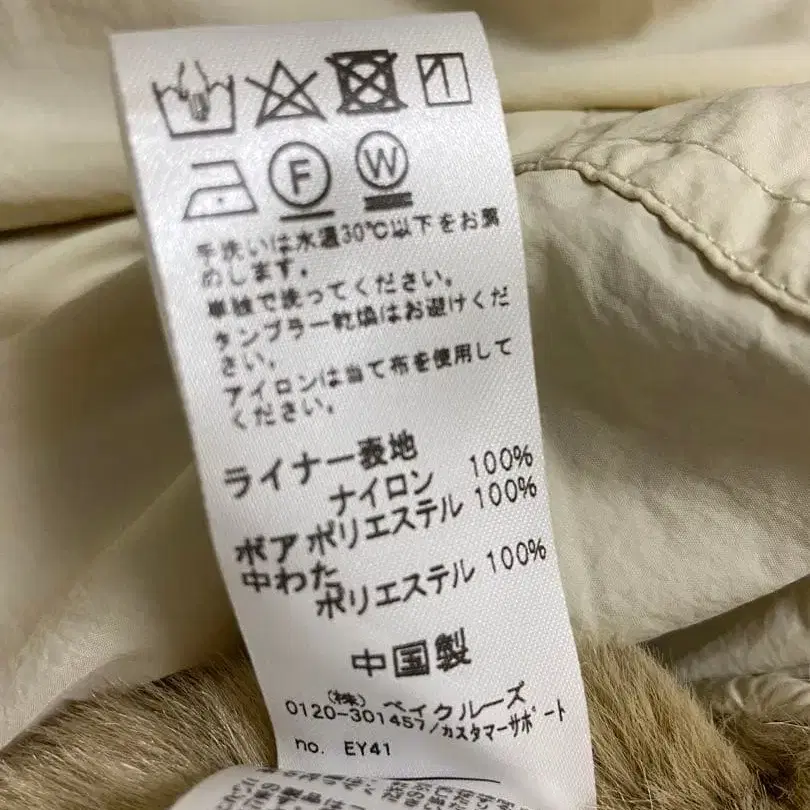 F W
手洗いは水温30℃以下をお薦
めします。
単独で洗ってください。
タンブラー乾燥はお避けくだ
さい。
アイロンは当て布を使用して
ください。
ライナー表地
ナイロン 100%
ボア ポリエステル 100%
中わた
ポリエステル 100%
中国製
(株) ベイクルーズ
0120-301457/カスタマーサポート
no. EY41